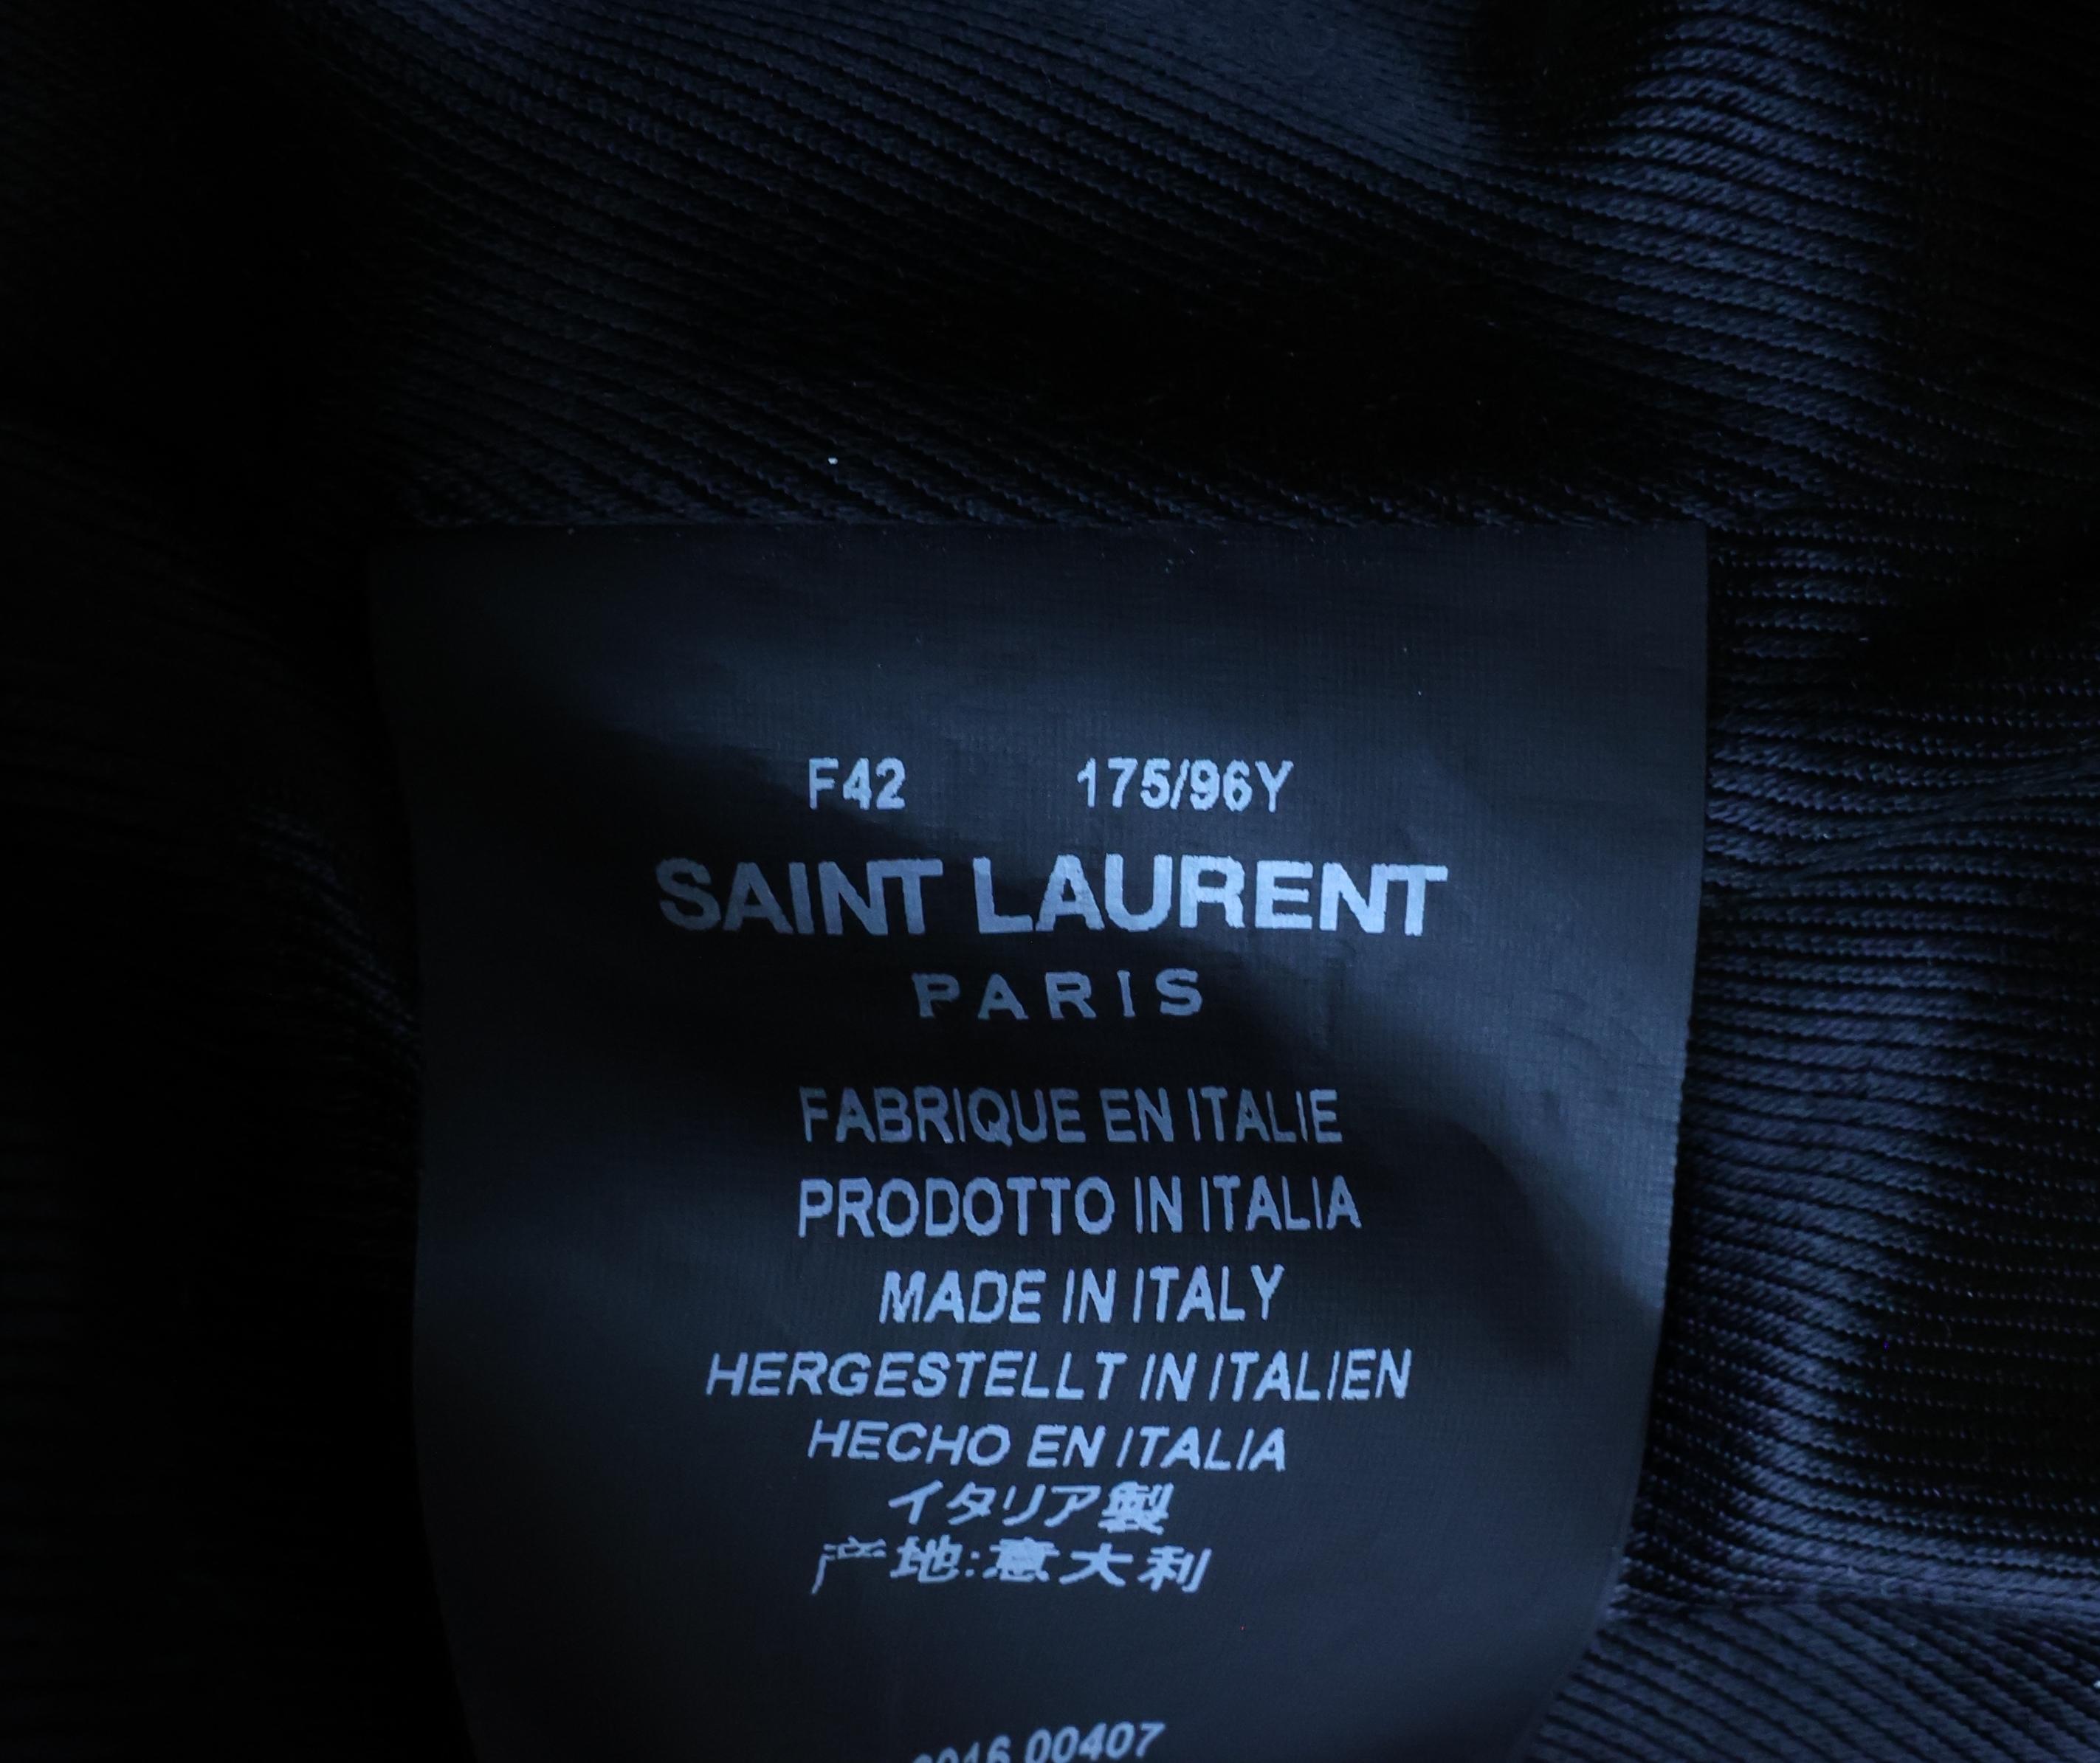 F42 175/96Y
SAINT LAURENT
PARIS
FABRIQUE EN ITALIE
PRODOTTO IN ITALIA
MADE IN ITALY
HERGESTELLT IN ITALIEN
HECHO EN ITALIA
イタリア製
产地:意大利
00407